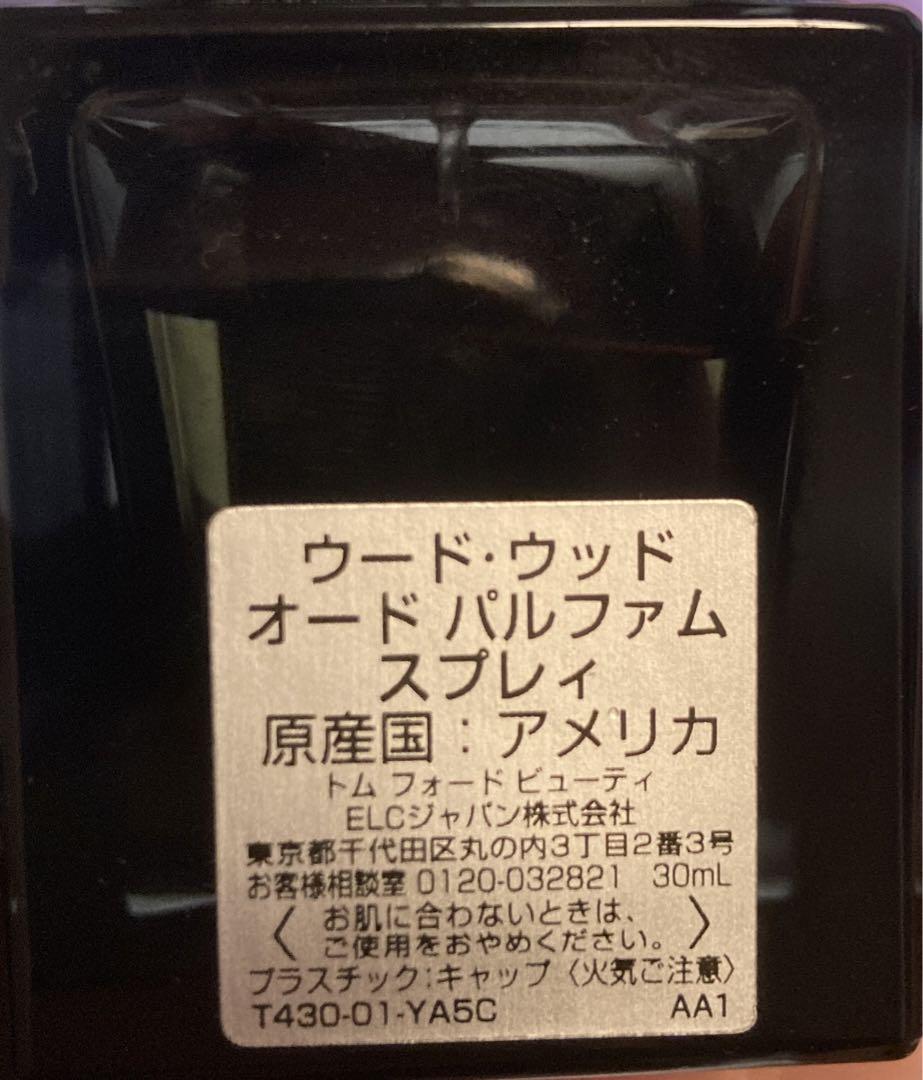 ウード・ウッド
オード パルファム
スプレィ
原産国：アメリカ
トム フォード ビューティ
ELCジャパン株式会社
東京都千代田区丸の内3丁目2番3号
お客様相談室 0120-032821 30mL
〈 お肌に合わないときは、
ご使用をおやめください。 〉
プラスチック:キャップ〈火気ご注意〉
T430-01-YA5C AA1